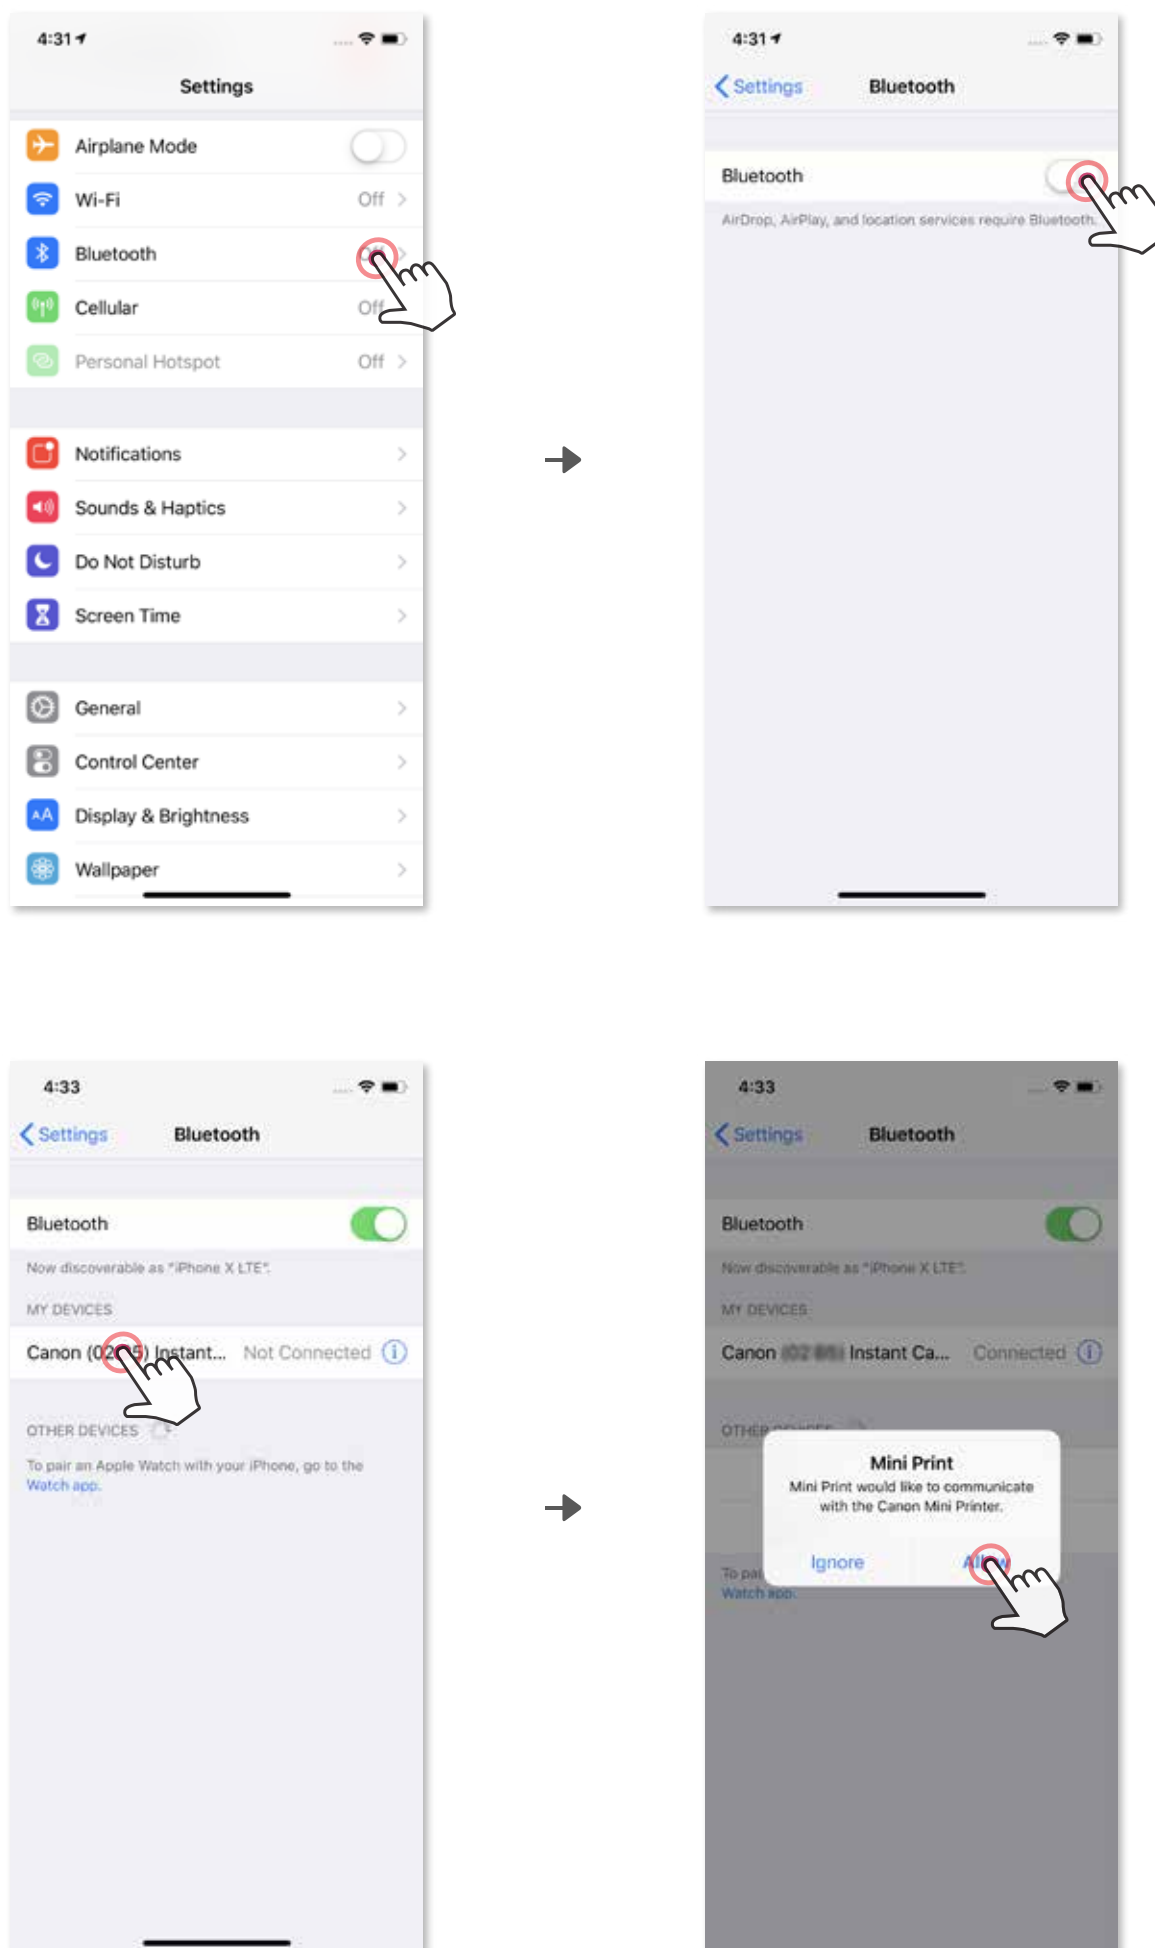 4:31
Settings
Airplane Mode
Wi-Fi Off
Bluetooth
Cellular Off
Personal Hotspot Off
Notifications
Sounds & Haptics
Do Not Disturb
Screen Time
General
Control Center
Display & Brightness
Wallpaper
4:31
Settings Bluetooth
Bluetooth
AirDrop, AirPlay, and location services require Bluetooth.
4:33
Settings Bluetooth
Bluetooth
Now discoverable as "iPhone X LTE".
MY DEVICES
Canon Instant... Not Connected
OTHER DEVICES
To pair an Apple Watch with your iPhone, go to the
Watch app.
4:33
Settings Bluetooth
Bluetooth
Now discoverable as "iPhone X LTE".
MY DEVICES
Canon Instant Ca... Connected
Mini Print
Mini Print would like to communicate
with the Canon Mini Printer.
Ignore Allow
To pai
Watch app.